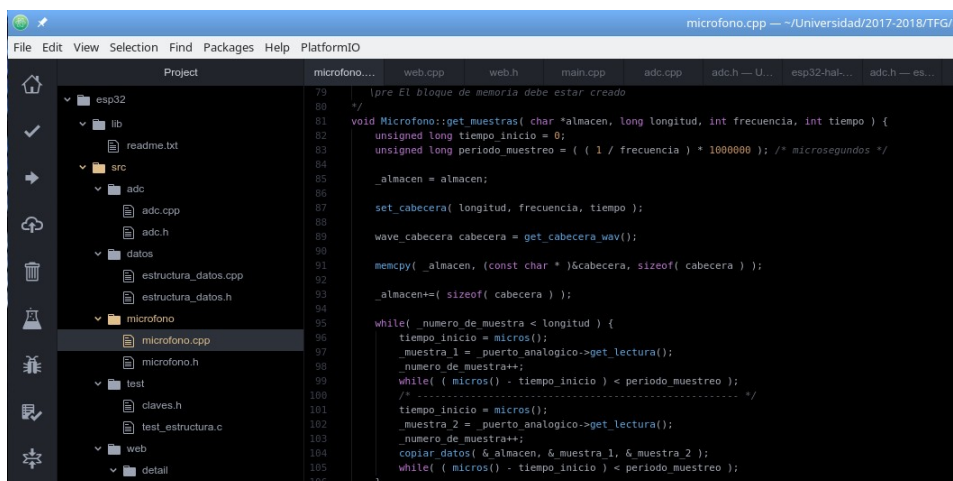 microfono.cpp — ~/Universidad/2017-2018/TFG/
File Edit View Selection Find Packages Help PlatformIO
Project
microfono.… web.cpp web.h main.cpp adc.cpp adc.h — U… esp32-hal-… adc.h — es…
esp32
lib
readme.txt
src
adc
adc.cpp
adc.h
datos
estructura_datos.cpp
estructura_datos.h
microfono
microfono.cpp
microfono.h
test
claves.h
test_estructura.c
web
detail
79 \pre El bloque de memoria debe estar creado
80 */
81 void Microfono::get_muestras( char *almacen, long longitud, int frecuencia, int tiempo ) {
82 unsigned long tiempo_inicio = 0;
83 unsigned long periodo_muestreo = ( ( 1 / frecuencia ) * 1000000 ); /* microsegundos */
84
85 _almacen = almacen;
86
87 set_cabecera( longitud, frecuencia, tiempo );
88
89 wave_cabecera cabecera = get_cabecera_wav();
90
91 memcpy( _almacen, (const char * )&cabecera, sizeof( cabecera ) );
92
93 _almacen+=( sizeof( cabecera ) );
94
95 while( _numero_de_muestra < longitud ) {
96 tiempo_inicio = micros();
97 _muestra_1 = _puerto_analogico->get_lectura();
98 _numero_de_muestra++;
99 while( ( micros() - tiempo_inicio ) < periodo_muestreo );
100 /* ------------------------------------------------------ */
101 tiempo_inicio = micros();
102 _muestra_2 = _puerto_analogico->get_lectura();
103 _numero_de_muestra++;
104 copiar_datos( &_almacen, &_muestra_1, &_muestra_2 );
105 while( ( micros() - tiempo_inicio ) < periodo_muestreo );